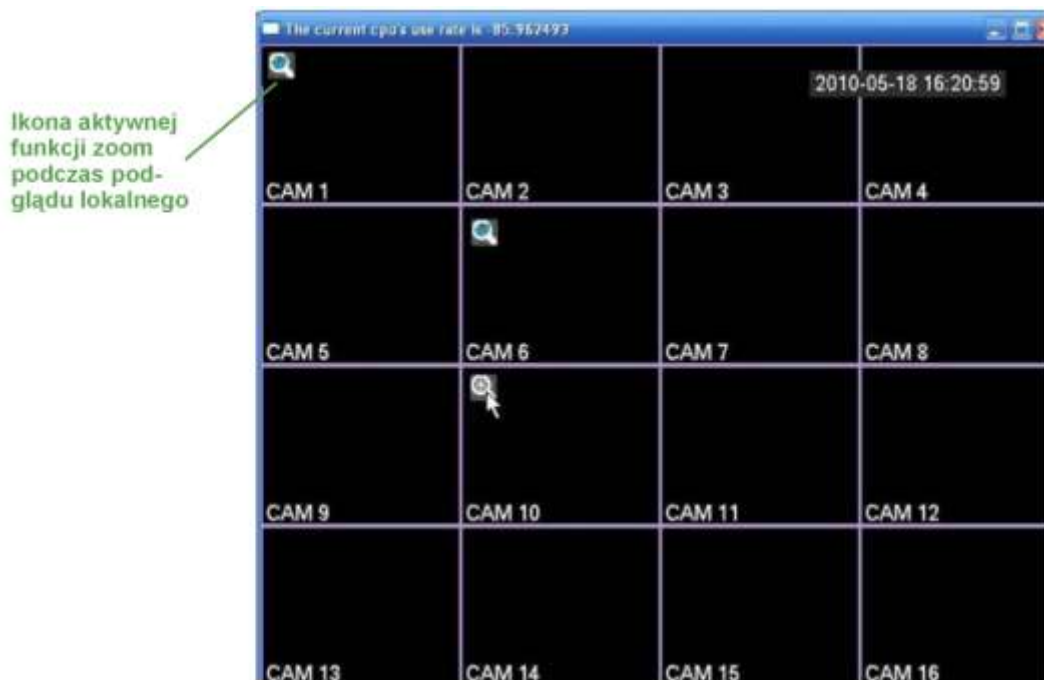 The current cpu's use rate is -85.962493
2010-05-18 16:20:59
Ikona aktywnej
funkcji zoom
podczas pod-
glądu lokalnego
CAM 1 CAM 2 CAM 3 CAM 4
CAM 5 CAM 6 CAM 7 CAM 8
CAM 9 CAM 10 CAM 11 CAM 12
CAM 13 CAM 14 CAM 15 CAM 16